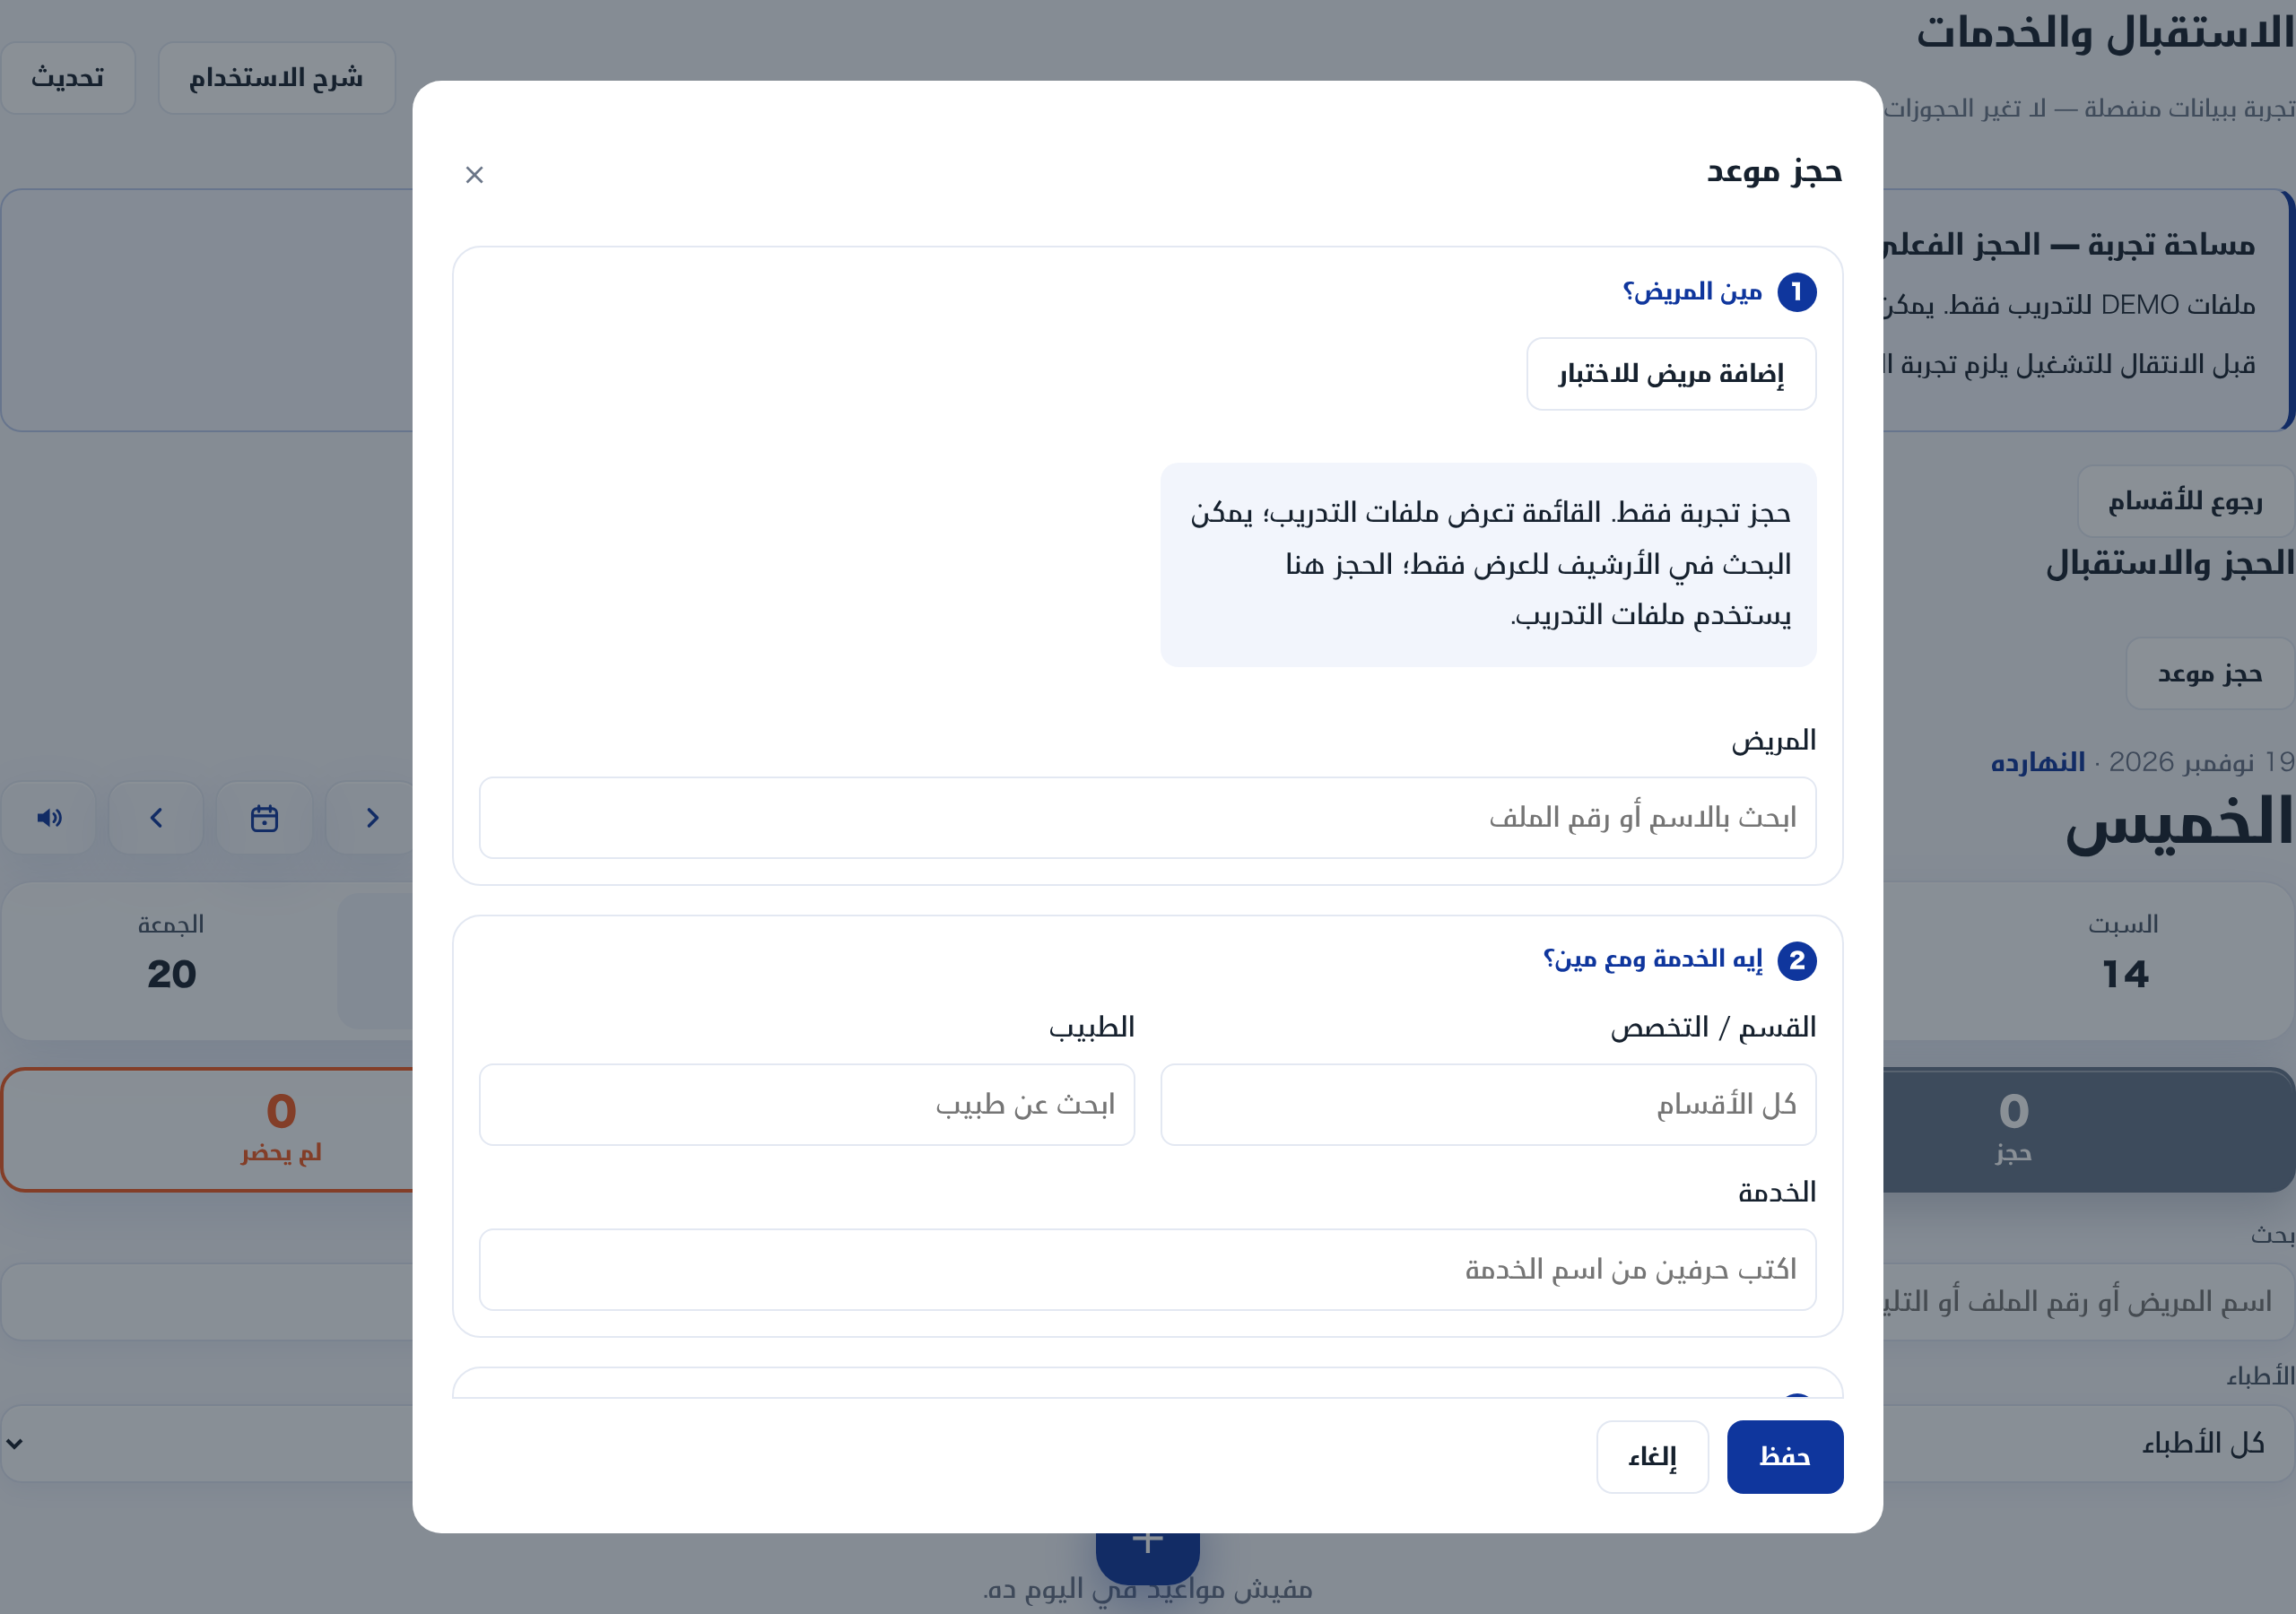 الاستقبال والخدمات
شرح الاستخدام
تحديث
تجربة ببيانات منفصلة — لا تغير الحجوزات
مساحة تجربة — الحجز الفعلي
ملفات DEMO للتدريب فقط. يمكن
قبل الانتقال للتشغيل يلزم تجربة
رجوع للأقسام
الحجز والاستقبال
حجز موعد
19 نوفمبر 2026 · النهارده
الخميس
السبت
14
الجمعة
20
0
حجز
0
لم يحضر
بحث
اسم المريض أو رقم الملف أو
الأطباء
كل الأطباء
مفيش مواعيد في اليوم ده.
حجز موعد
1 مين المريض؟
إضافة مريض للاختبار
حجز تجربة فقط. القائمة تعرض ملفات التدريب؛ يمكن
البحث في الأرشيف للعرض فقط؛ الحجز هنا
يستخدم ملفات التدريب.
المريض
ابحث بالاسم أو رقم الملف
2 إيه الخدمة ومع مين؟
القسم / التخصص
الطبيب
كل الأقسام
ابحث عن طبيب
الخدمة
اكتب حرفين من اسم الخدمة
حفظ
إلغاء